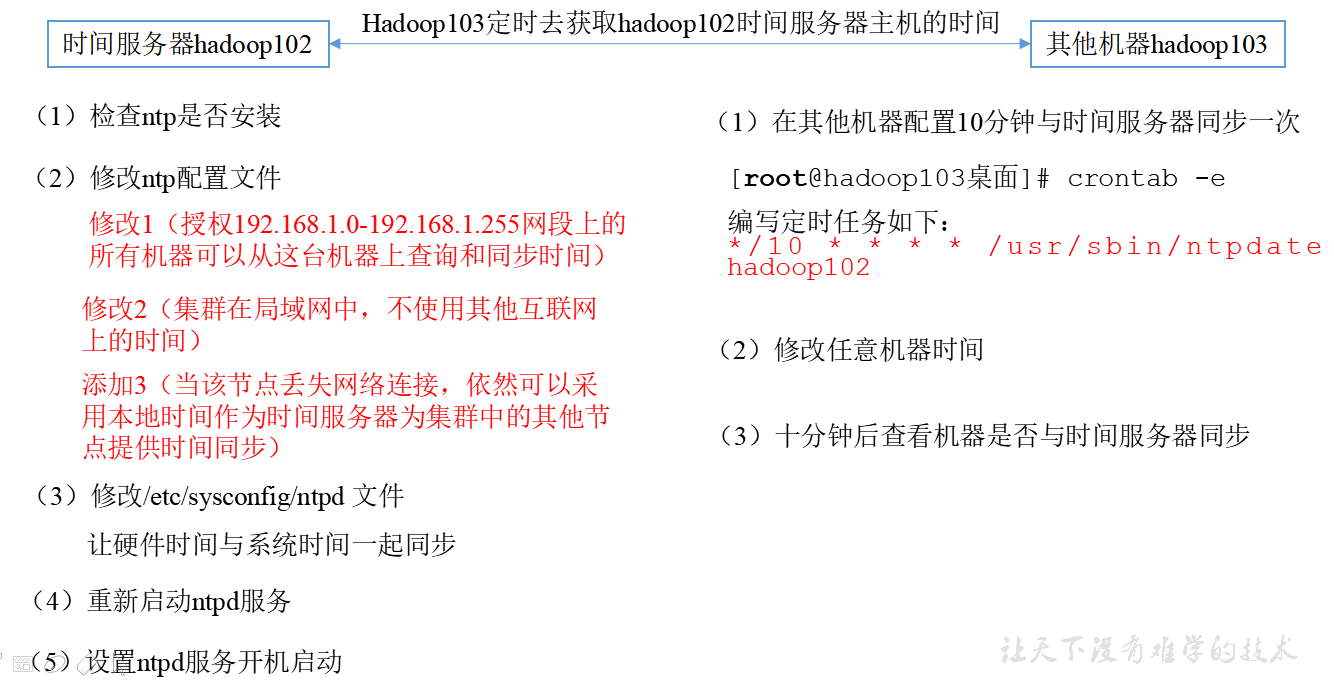 Hadoop103定时去获取hadoop102时间服务器主机的时间
时间服务器hadoop102
其他机器hadoop103
（1）检查ntp是否安装
（2）修改ntp配置文件
修改1（授权192.168.1.0-192.168.1.255网段上的
所有机器可以从这台机器上查询和同步时间）
修改2（集群在局域网中，不使用其他互联网
上的时间）
添加3（当该节点丢失网络连接，依然可以采
用本地时间作为时间服务器为集群中的其他节
点提供时间同步）
（3）修改/etc/sysconfig/ntpd 文件
让硬件时间与系统时间一起同步
（4）重新启动ntpd服务
（5）设置ntpd服务开机启动
（1）在其他机器配置10分钟与时间服务器同步一次
[root@hadoop103桌面]# crontab -e
编写定时任务如下：
*/10 * * * * /usr/sbin/ntpdate
hadoop102
（2）修改任意机器时间
（3）十分钟后查看机器是否与时间服务器同步
让天下没有难学的技术